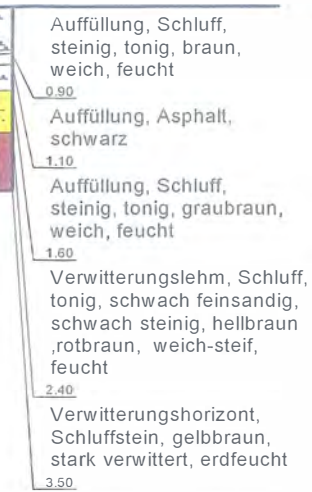 Auffüllung, Schluff,
steinig, tonig, braun,
weich, feucht
0.90
Auffüllung, Asphalt,
schwarz
1.10
Auffüllung, Schluff,
steinig, tonig, graubraun,
weich, feucht
1.60
Verwitterungslehm, Schluff,
tonig, schwach feinsandig,
schwach steinig, hellbraun
,rotbraun, weich-steif,
feucht
2.40
Verwitterungshorizont,
Schluffstein, gelbbraun,
stark verwittert, erdfeucht
3.50